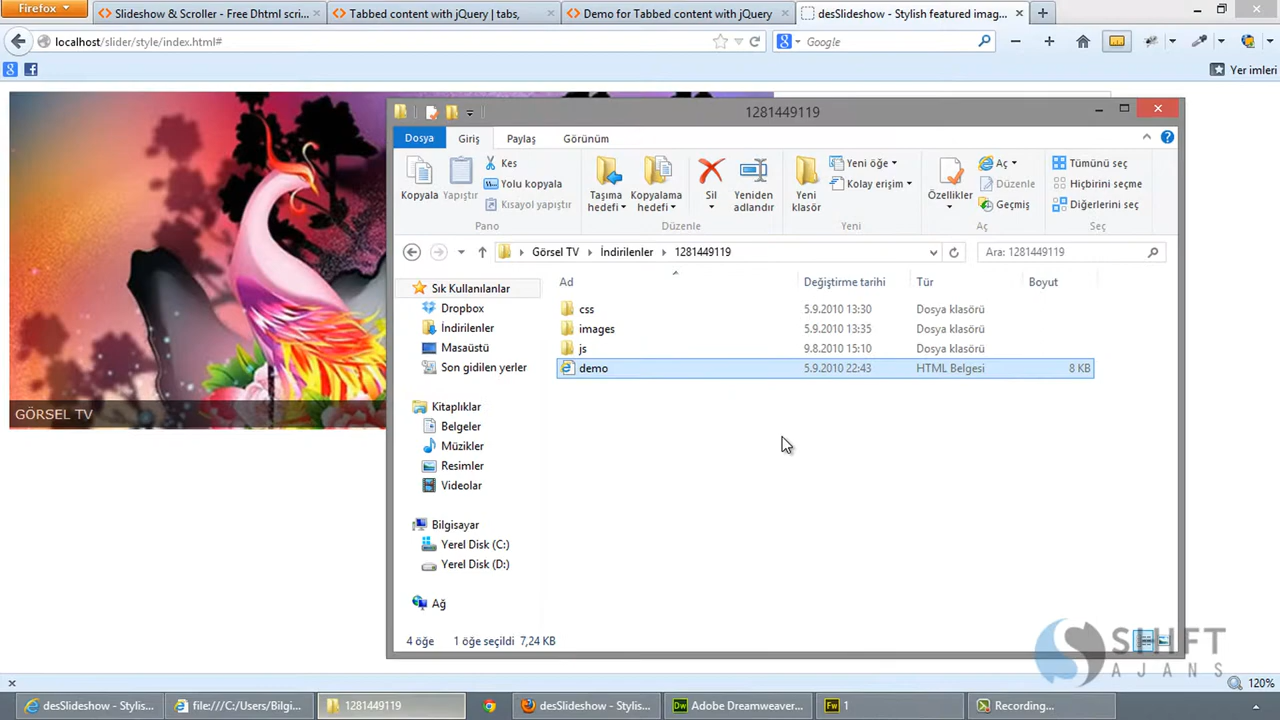 Firefox
Slideshow & Scroller - Free Dhtml scri...
Tabbed content with jQuery | tabs,
Demo for Tabbed content with jQuery
desSlideshow - Stylish featured imag...
localhost/slider/style/index.html#
Google
Yer imleri
1281449119
Dosya
Giriş
Paylaş
Görünüm
Kopyala
Yapıştır
Kes
Yolu kopyala
Kısayol yapıştır
Pano
Taşıma hedefi
Kopyalama hedefi
Sil
Yeniden adlandır
Düzenle
Yeni klasör
Yeni öğe
Kolay erişim
Yeni
Özellikler
Aç
Düzenle
Geçmiş
Aç
Tümünü seç
Hiçbirini seçme
Diğerlerini seç
Seç
Görsel TV
İndirilenler
1281449119
Ara: 1281449119
Ad
Değiştirme tarihi
Tür
Boyut
css 5.9.2010 13:30 Dosya klasörü
images 5.9.2010 13:35 Dosya klasörü
js 9.8.2010 15:10 Dosya klasörü
demo 5.9.2010 22:43 HTML Belgesi 8 KB
Sık Kullanılanlar
Dropbox
İndirilenler
Masaüstü
Son gidilen yerler
Kitaplıklar
Belgeler
Müzikler
Resimler
Videolar
Bilgisayar
Yerel Disk (C:)
Yerel Disk (D:)
Ağ
4 öğe 1 öğe seçildi 7,24 KB
GÖRSEL TV
SHIFT
AJANS
120%
desSlideshow - Stylis...
file:///C:/Users/Bilgi...
1281449119
desSlideshow - Stylis...
Adobe Dreamweaver...
1
Recording...